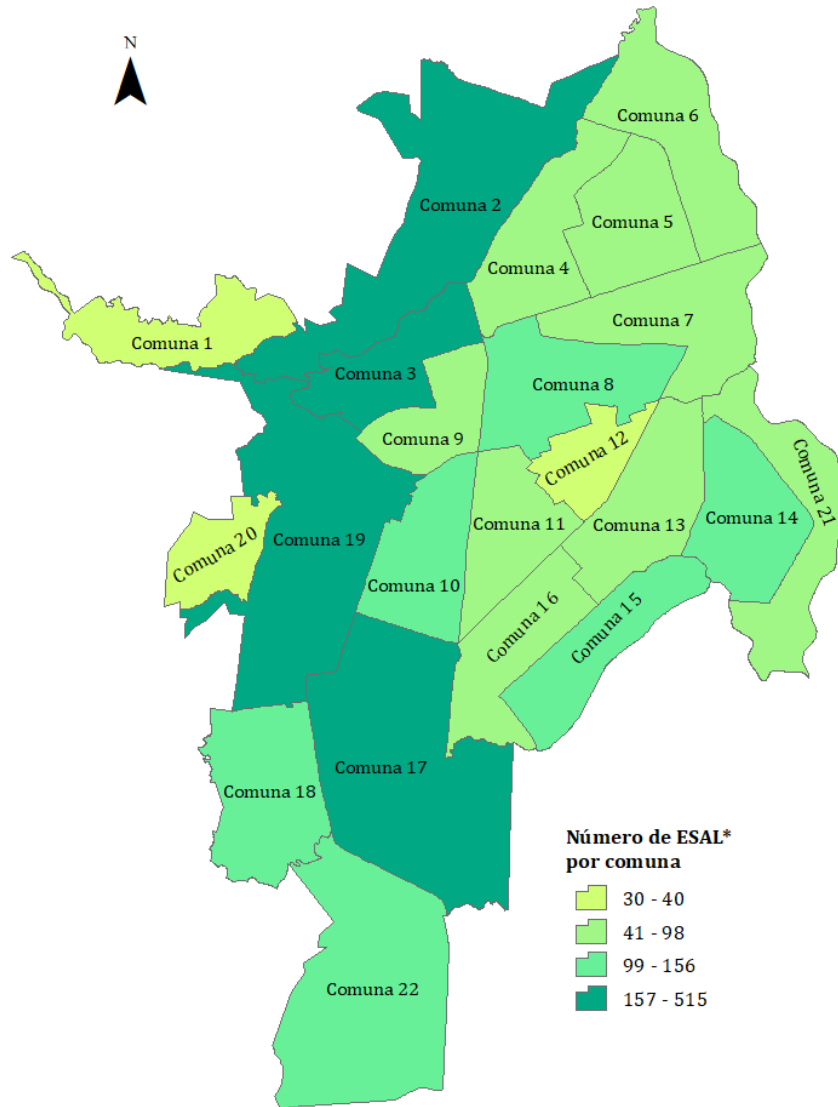 N
Comuna 6
Comuna 2
Comuna 5
Comuna 4
Comuna 7
Comuna 1
Comuna 3
Comuna 8
Comuna 9
Comuna 12
Comuna 21
Comuna 11
Comuna 13
Comuna 14
Comuna 19
Comuna 20
Comuna 10
Comuna 16
Comuna 15
Comuna 17
Comuna 18
Comuna 22
Número de ESAL*
por comuna
30 - 40
41 - 98
99 - 156
157 - 515